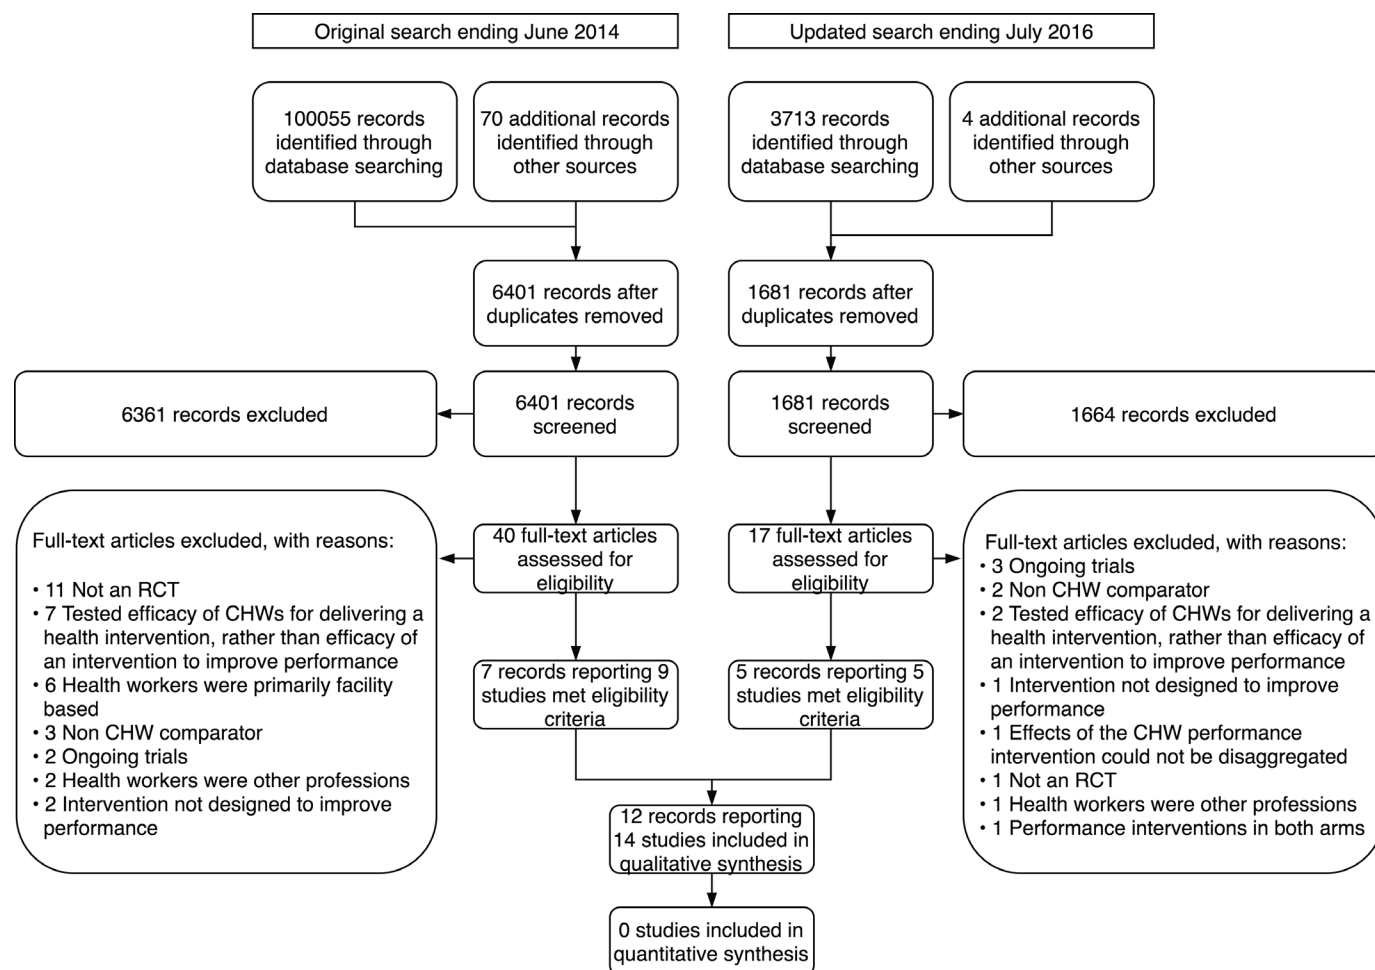 Original search ending June 2014
Updated search ending July 2016
100055 records
identified through
database searching
70 additional records
identified through
other sources
3713 records
identified through
database searching
4 additional records
identified through
other sources
6401 records after
duplicates removed
1681 records after
duplicates removed
6361 records excluded
6401 records
screened
1681 records
screened
1664 records excluded
Full-text articles excluded, with reasons:
• 11 Not an RCT
• 7 Tested efficacy of CHWs for delivering a
health intervention, rather than efficacy of
an intervention to improve performance
• 6 Health workers were primarily facility
based
• 3 Non CHW comparator
• 2 Ongoing trials
• 2 Health workers were other professions
• 2 Intervention not designed to improve
performance
40 full-text articles
assessed for
eligibility
17 full-text articles
assessed for
eligibility
Full-text articles excluded, with reasons:
• 3 Ongoing trials
• 2 Non CHW comparator
• 2 Tested efficacy of CHWs for delivering a
health intervention, rather than efficacy of
an intervention to improve performance
• 1 Intervention not designed to improve
performance
• 1 Effects of the CHW performance
intervention could not be disaggregated
• 1 Not an RCT
• 1 Health workers were other professions
• 1 Performance interventions in both arms
7 records reporting 9
studies met eligibility
criteria
5 records reporting 5
studies met eligibility
criteria
12 records reporting
14 studies included in
qualitative synthesis
0 studies included in
quantitative synthesis